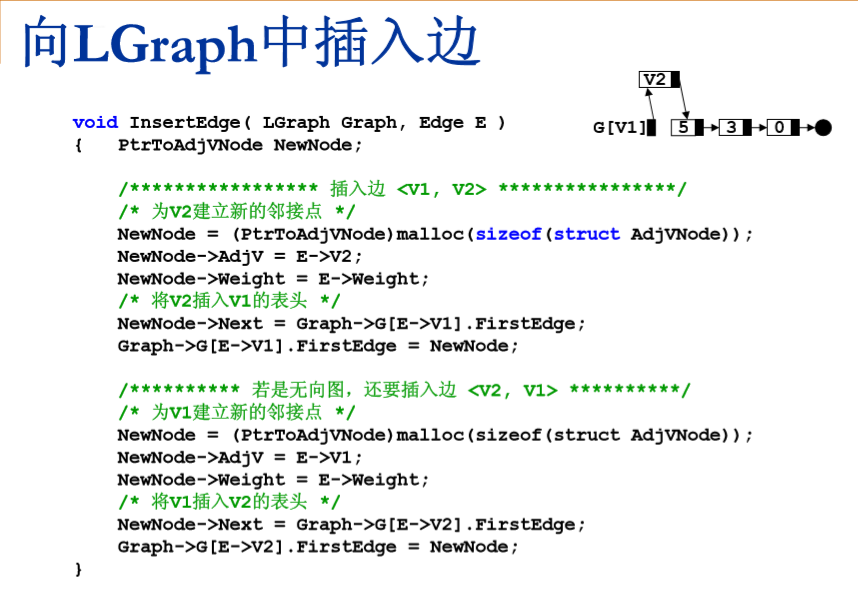 向LGraph中插入边
V2
G[V1] 5 3 0
void InsertEdge( LGraph Graph, Edge E )
{ PtrToAdjVNode NewNode;
/***************** 插入边 <V1, V2> ****************/
/* 为V2建立新的邻接点 */
NewNode = (PtrToAdjVNode)malloc(sizeof(struct AdjVNode));
NewNode->AdjV = E->V2;
NewNode->Weight = E->Weight;
/* 将V2插入V1的表头 */
NewNode->Next = Graph->G[E->V1].FirstEdge;
Graph->G[E->V1].FirstEdge = NewNode;
/********** 若是无向图，还要插入边 <V2, V1> **********/
/* 为V1建立新的邻接点 */
NewNode = (PtrToAdjVNode)malloc(sizeof(struct AdjVNode));
NewNode->AdjV = E->V1;
NewNode->Weight = E->Weight;
/* 将V1插入V2的表头 */
NewNode->Next = Graph->G[E->V2].FirstEdge;
Graph->G[E->V2].FirstEdge = NewNode;
}